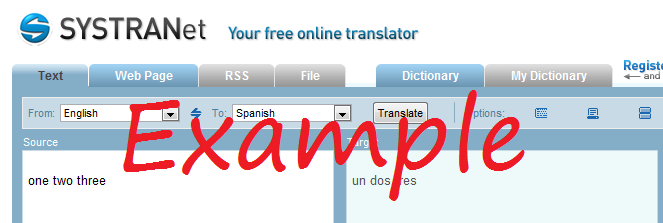 SYSTRANet Your free online translator
Registe
Text Web Page RSS File Dictionary My Dictionary
and
From: English To: Spanish Translate Options:
Example
Source
one two three
un dos